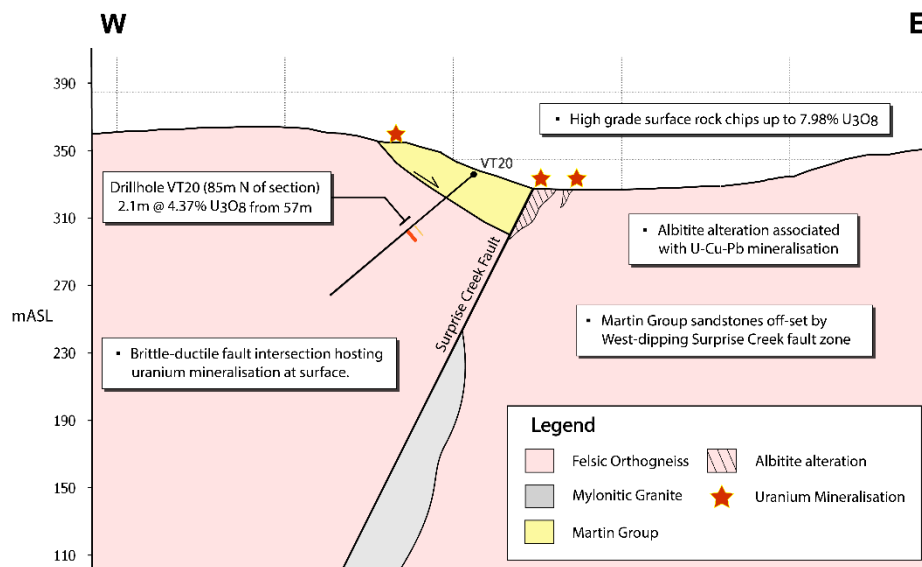 W
E
390
350
310
270
mASL
230
190
150
110
▪ High grade surface rock chips up to 7.98% U3O8
VT20
Drillhole VT20 (85m N of section)
2.1m @ 4.37% U3O8 from 57m
▪ Albitite alteration associated
with U-Cu-Pb mineralisation
Surprise Creek Fault
▪ Martin Group sandstones off-set by
West-dipping Surprise Creek fault
zone
▪ Brittle-ductile fault intersection hosting
uranium mineralisation at surface.
Legend
Felsic Orthogneiss
Albitite alteration
Mylonitic Granite
Uranium Mineralisation
Martin Group